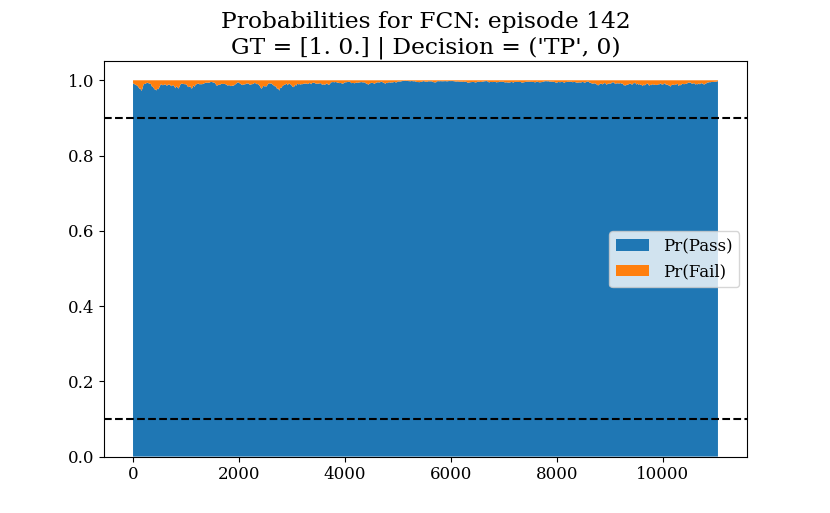 Probabilities for FCN: episode 142
GT = [1. 0.] | Decision = ('TP', 0)
1.0
0.8
0.6
0.4
0.2
0.0
Pr(Pass)
Pr(Fail)
0 2000 4000 6000 8000 10000